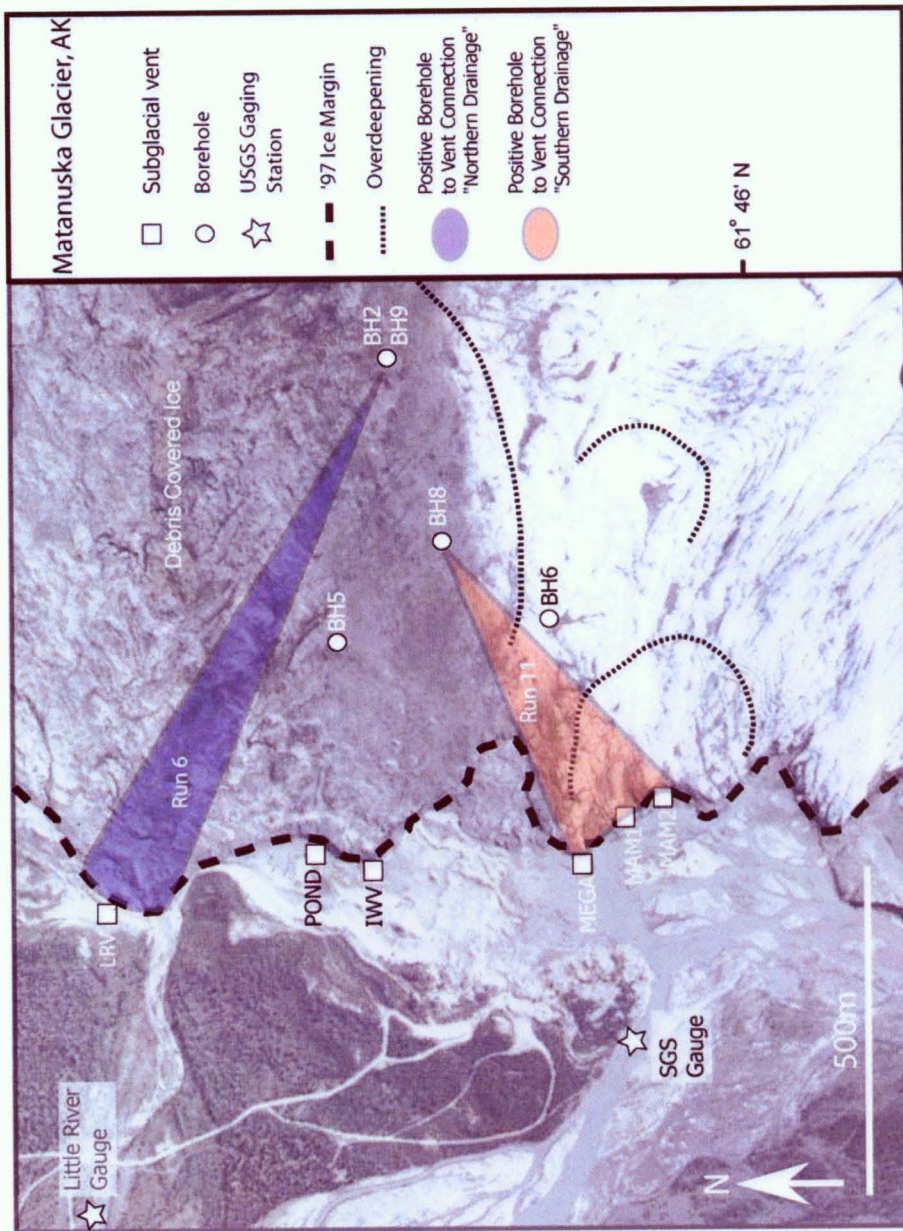 Matanuska Glacier, AK
Subglacial vent
Borehole
USGS Gaging
Station
'97 Ice Margin
Overdeepening
Positive Borehole
to Vent Connection
"Northern Drainage"
Positive Borehole
to Vent Connection
"Southern Drainage"
61° 46' N
Debris Covered Ice
BH2
BH9
BH8
BH5
BH6
Run 6
Run 11
LRV
POND
IWV
MEGA
MAM1
MAM2
Little River
Gauge
SGS
Gauge
500m
N